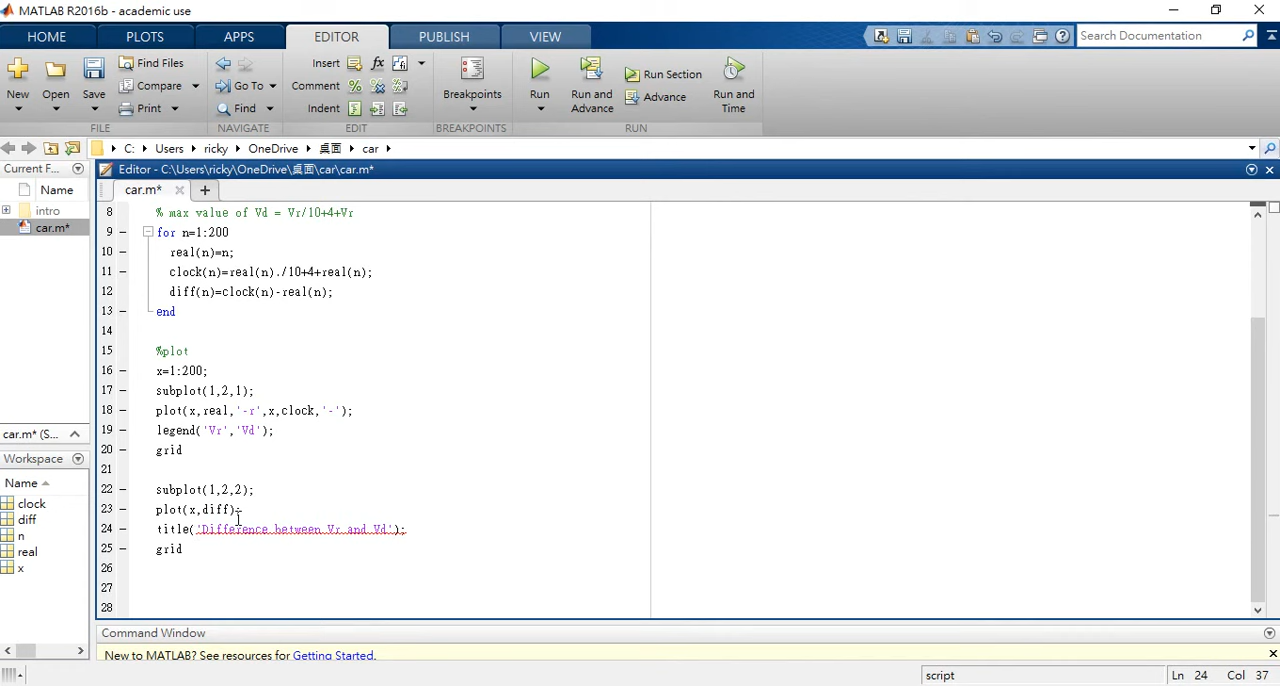 MATLAB R2016b - academic use
HOME PLOTS APPS EDITOR PUBLISH VIEW Search Documentation
New Open Save Find Files Compare Print
FILE
Go To Find
NAVIGATE
Insert fx
Comment
Indent
EDIT
Breakpoints
BREAKPOINTS
Run Run and Advance Run Section Advance Run and Time
RUN
C: Users ricky OneDrive 桌面 car
Current F...
Name
intro
car.m*
car.m* (S...
Workspace
Name
clock
diff
n
real
x
Editor - C:\Users\ricky\OneDrive\桌面\car\car.m*
car.m*
8 % max value of Vd = Vr/10+4+Vr
9 – for n=1:200
10 – real(n)=n;
11 – clock(n)=real(n)./10+4+real(n);
12 – diff(n)=clock(n)-real(n);
13 – end
14
15 %plot
16 – x=1:200;
17 – subplot(1,2,1);
18 – plot(x,real,'-r',x,clock,'-');
19 – legend('Vr','Vd');
20 – grid
21
22 – subplot(1,2,2);
23 – plot(x,diff)
24 – title('Difference between Vr and Vd');
25 – grid
26
27
28
Command Window
New to MATLAB? See resources for Getting Started.
script Ln 24 Col 37